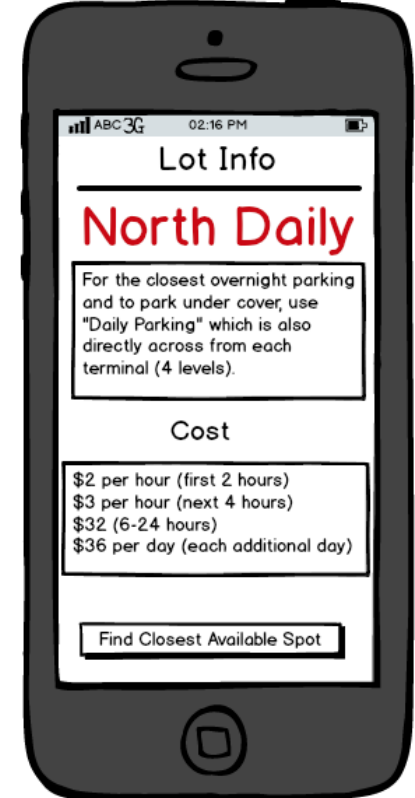 ABC 3G 02:16 PM
Lot Info
North Daily
For the closest overnight parking
and to park under cover, use
"Daily Parking" which is also
directly across from each
terminal (4 levels).
Cost
$2 per hour (first 2 hours)
$3 per hour (next 4 hours)
$32 (6-24 hours)
$36 per day (each additional day)
Find Closest Available Spot